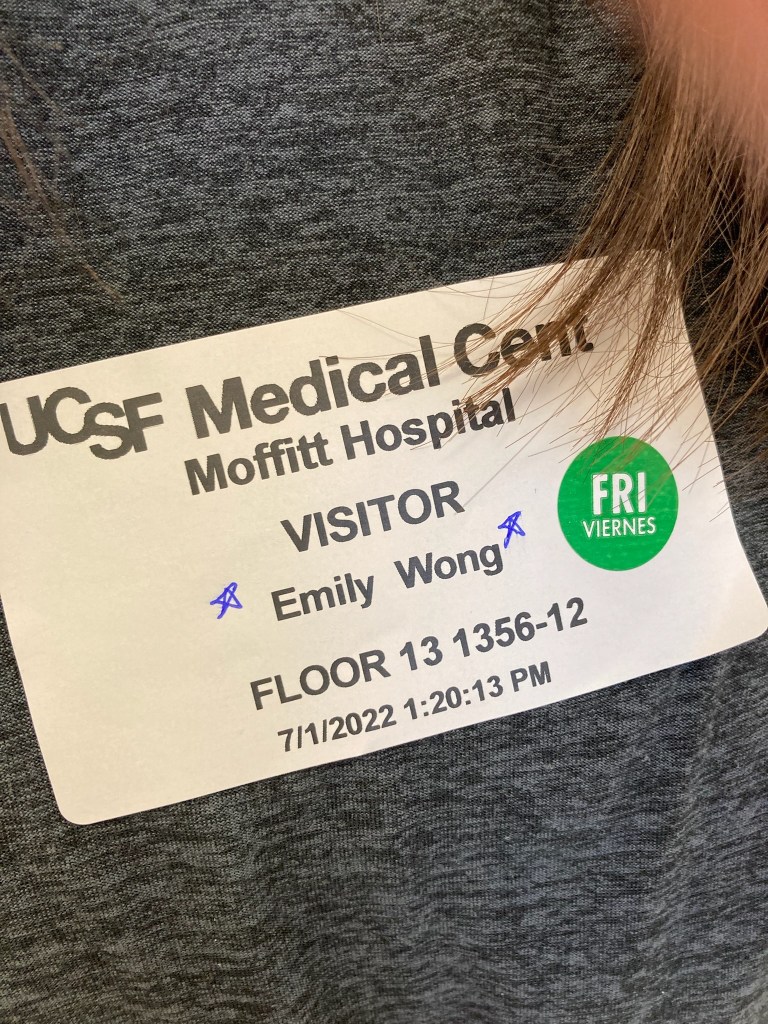 UCSF Medical Cent
Moffitt Hospital
VISITOR
Emily Wong
FLOOR 13 1356-12
7/1/2022 1:20:13 PM
FRI
VIERNES